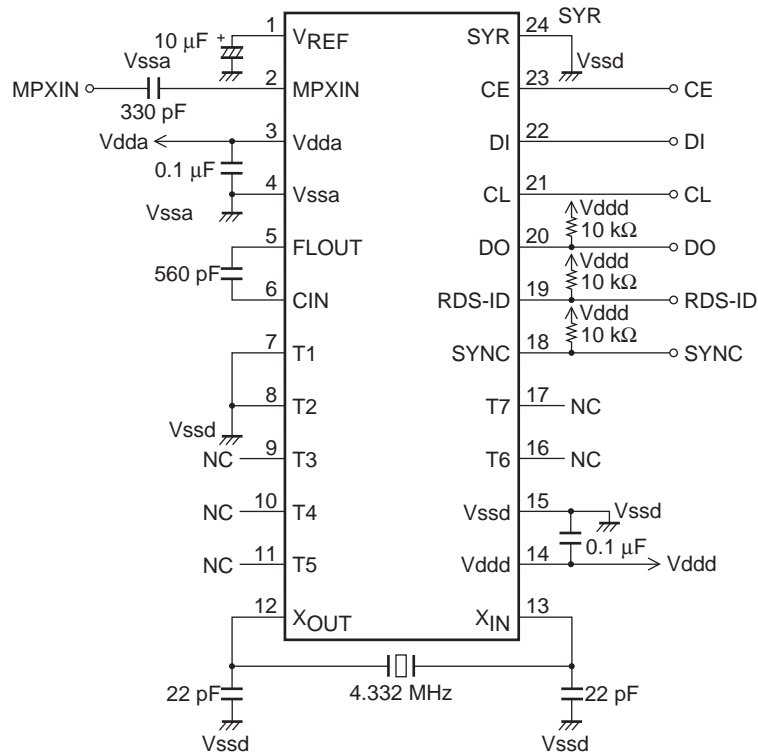 SYR
10 µF +
1
VREF
SYR
24
Vssa
Vssd
MPXIN
330 pF
2
MPXIN
CE
23
CE
Vdda
3
Vdda
DI
22
DI
0.1 µF
4
Vssa
CL
21
CL
Vssa
Vddd
10 kΩ
5
FLOUT
DO
20
DO
560 pF
Vddd
10 kΩ
6
CIN
RDS-ID
19
RDS-ID
Vddd
10 kΩ
7
T1
SYNC
18
SYNC
8
T2
T7
17
NC
Vssd
NC
9
T3
T6
16
NC
NC
10
T4
Vssd
15
Vssd
0.1 µF
NC
11
T5
Vddd
14
Vddd
12
XOUT
XIN
13
22 pF
4.332 MHz
22 pF
Vssd
Vssd